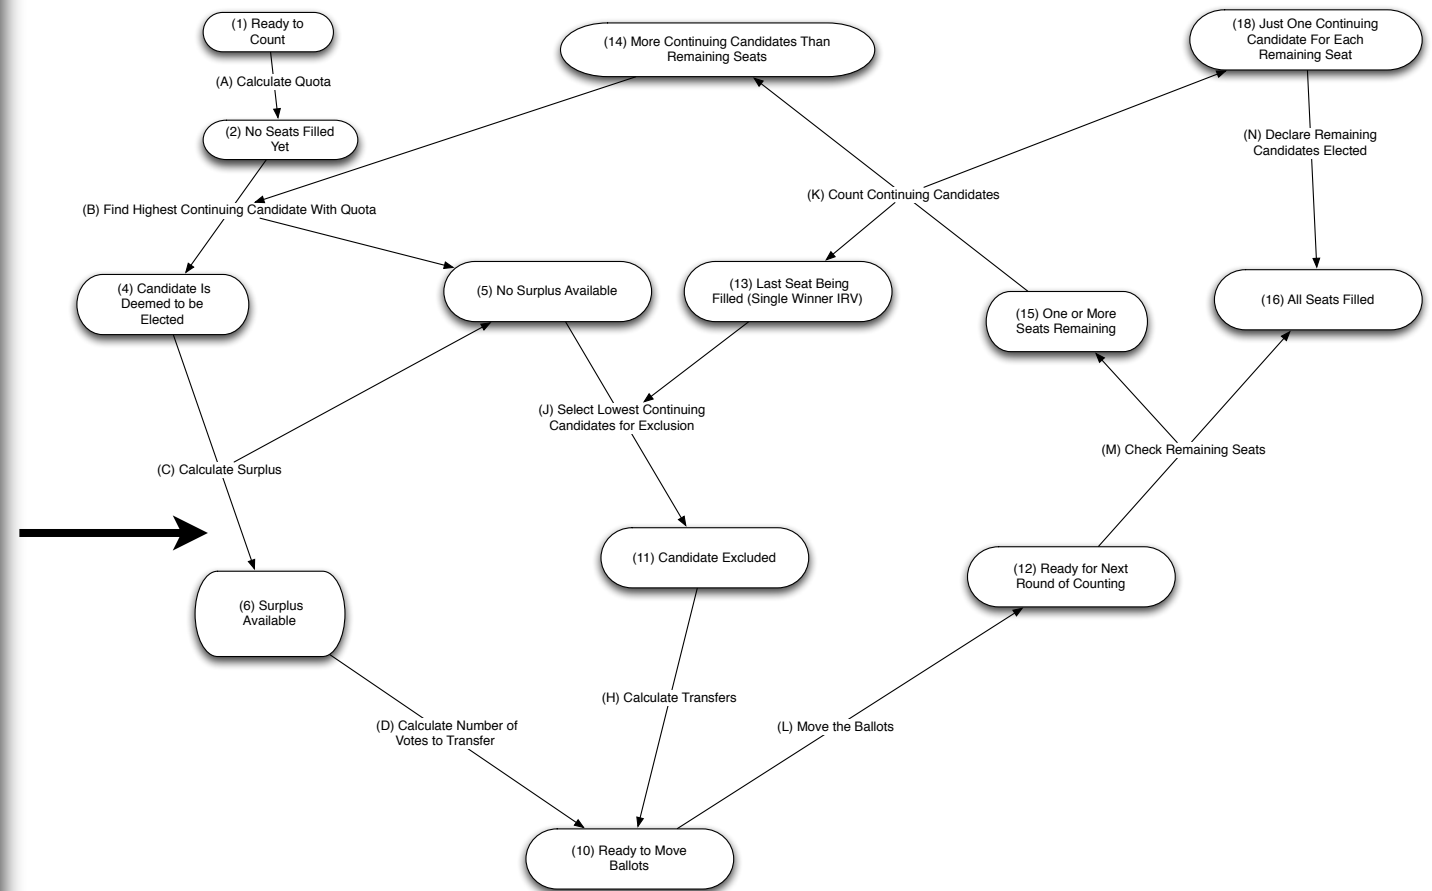 (1) Ready to
Count
(14) More Continuing Candidates Than
Remaining Seats
(18) Just One Continuing
Candidate For Each
Remaining Seat
(A) Calculate Quota
(2) No Seats Filled
Yet
(N) Declare Remaining
Candidates Elected
(K) Count Continuing Candidates
(B) Find Highest Continuing Candidate With Quota
(4) Candidate Is
Deemed to be
Elected
(5) No Surplus Available
(13) Last Seat Being
Filled (Single Winner IRV)
(15) One or More
Seats Remaining
(16) All Seats Filled
(J) Select Lowest Continuing
Candidates for Exclusion
(C) Calculate Surplus
(M) Check Remaining Seats
(11) Candidate Excluded
(12) Ready for Next
Round of Counting
(6) Surplus
Available
(H) Calculate Transfers
(D) Calculate Number of
Votes to Transfer
(L) Move the Ballots
(10) Ready to Move
Ballots